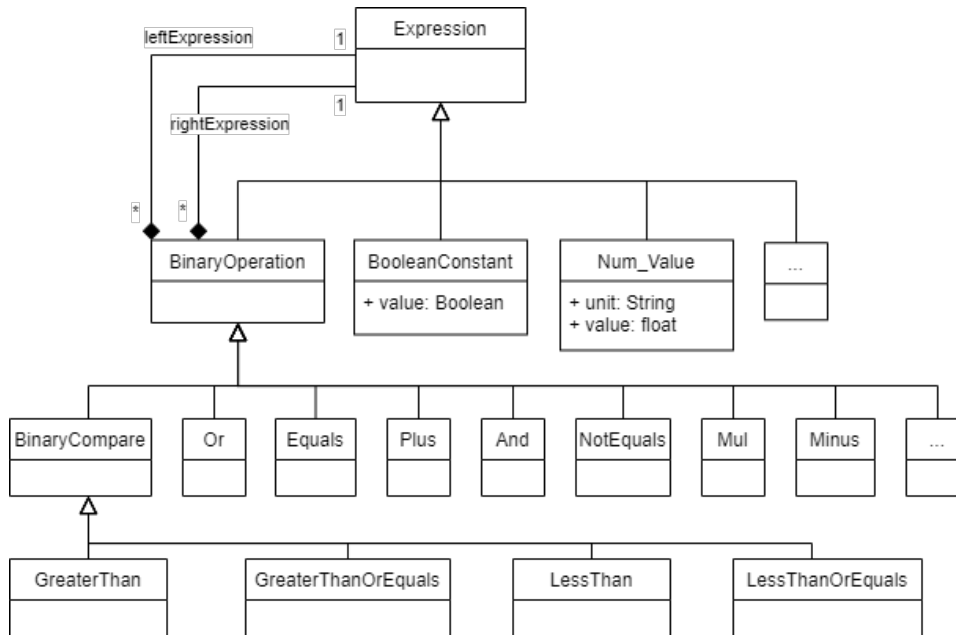 Expression
leftExpression
1
1
rightExpression
*
*
BinaryOperation
BooleanConstant
+ value: Boolean
Num_Value
+ unit: String
+ value: float
...
BinaryCompare
Or
Equals
Plus
And
NotEquals
Mul
Minus
...
GreaterThan
GreaterThanOrEquals
LessThan
LessThanOrEquals